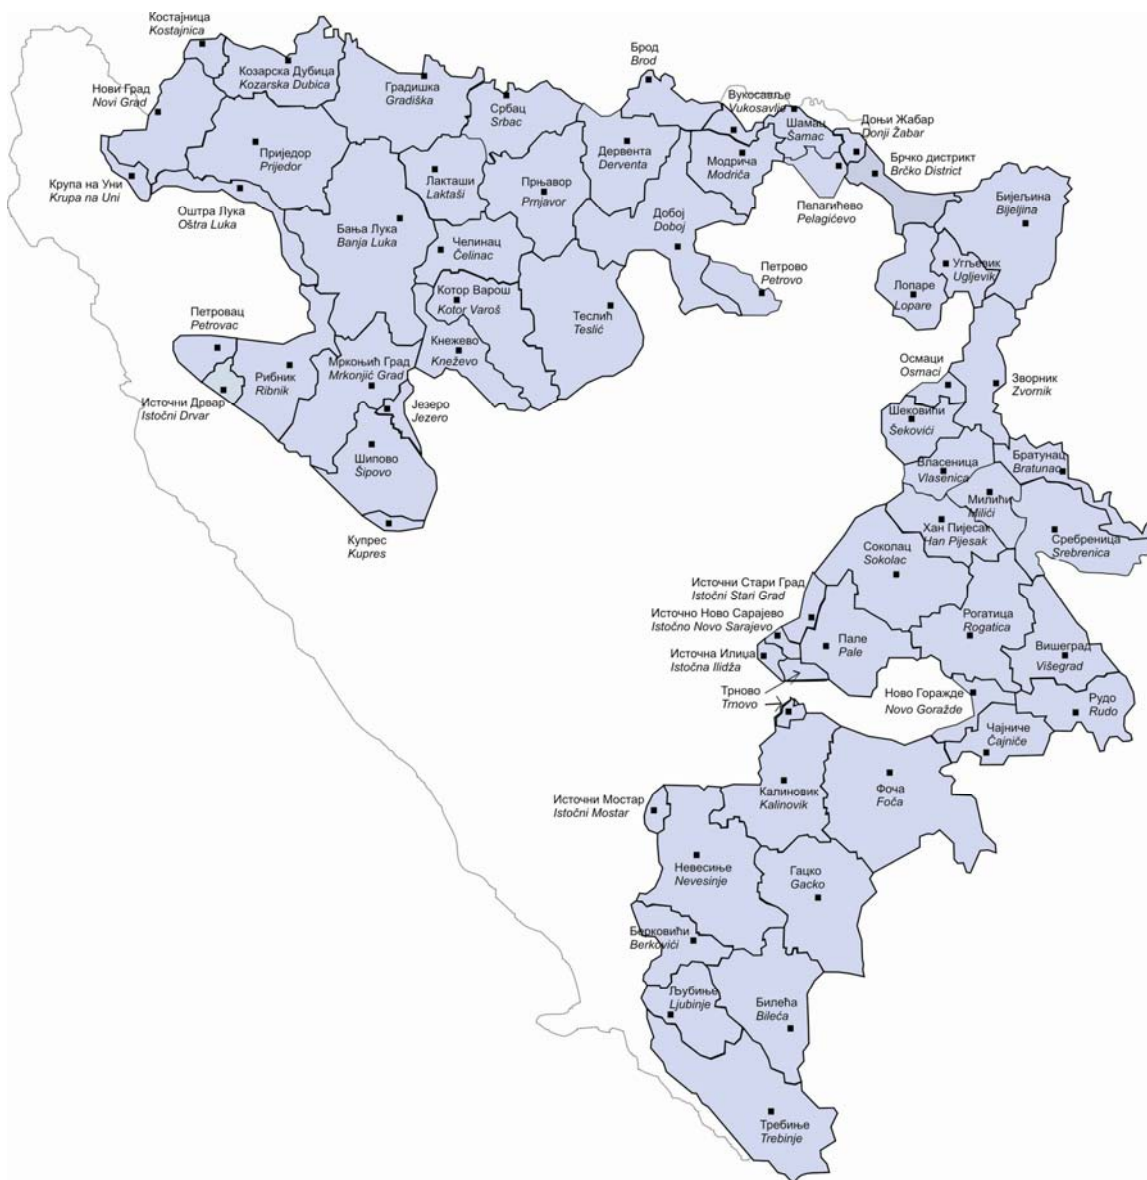 Костајница
Kostajnica
Козарска Дубица
Kozarska Dubica
Нови Град
Novi Grad
Градишка
Gradiška
Србац
Srbac
Брод
Brod
Вукосавље
Vukosavlje
Шамац
Šamac
Доњи Жабар
Donji Žabar
Брчко дистрикт
Brčko District
Приједор
Prijedor
Лакташи
Laktaši
Прњавор
Prnjavor
Дервента
Derventa
Модрича
Modriča
Пелагићево
Pelagićevo
Бијељина
Bijeljina
Крупа на Уни
Krupa na Uni
Оштра Лука
Oštra Luka
Бања Лука
Banja Luka
Челинац
Čelinac
Добој
Doboj
Петрово
Petrovo
Угљевик
Ugljevik
Лопаре
Lopare
Котор Варош
Kotor Varoš
Теслић
Teslić
Петровац
Petrovac
Рибник
Ribnik
Мркоњић Град
Mrkonjić Grad
Кнежево
Kneževo
Источни Дрвар
Istočni Drvar
Језеро
Jezero
Шипово
Šipovo
Купрес
Kupres
Осмаци
Osmaci
Зворник
Zvornik
Шековићи
Šekovići
Власеница
Vlasenica
Братунац
Bratunac
Милићи
Milići
Хан Пијесак
Han Pijesak
Сребреница
Srebrenica
Соколац
Sokolac
Источни Стари Град
Istočni Stari Grad
Источно Ново Сарајево
Istočno Novo Sarajevo
Источна Илиџа
Istočna Ilidža
Пале
Pale
Рогатица
Rogatica
Вишеград
Višegrad
Трново
Trnovo
Ново Горажде
Novo Goražde
Рудо
Rudo
Чајниче
Čajniče
Калиновик
Kalinovik
Фоча
Foča
Источни Мостар
Istočni Mostar
Невесиње
Nevesinje
Гацко
Gacko
Берковићи
Berkovići
Љубиње
Ljubinje
Билећа
Bileća
Требиње
Trebinje